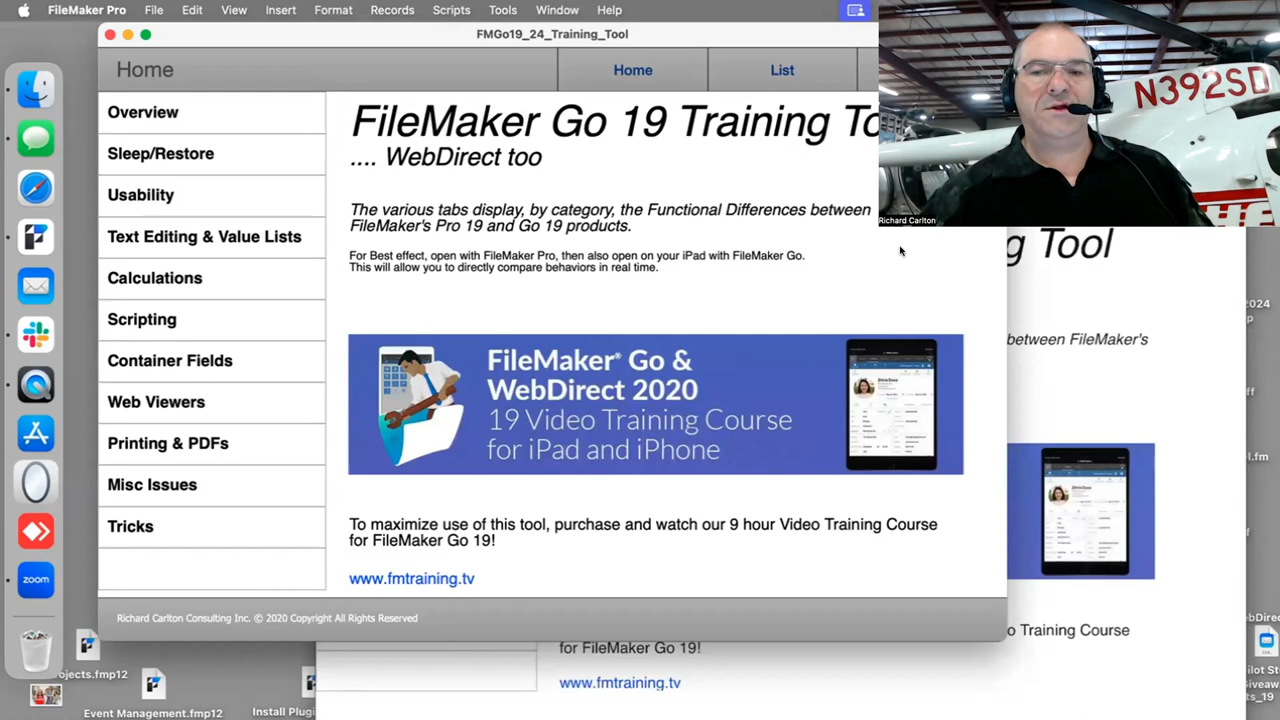 FileMaker Pro File Edit View Insert Format Records Scripts Tools Window Help
FMGo19_24_Training_Tool
Home
Home
List
Overview
Sleep/Restore
Usability
Text Editing & Value Lists
Calculations
Scripting
Container Fields
Web Viewers
Printing & PDFs
Misc Issues
Tricks
FileMaker Go 19 Training To
.... WebDirect too
The various tabs display, by category, the Functional Differences between
FileMaker's Pro 19 and Go 19 products.
For Best effect, open with FileMaker Pro, then also open on your iPad with FileMaker Go.
This will allow you to directly compare behaviors in real time.
FileMaker® Go &
WebDirect 2020
19 Video Training Course
for iPad and iPhone
To maximize use of this tool, purchase and watch our 9 hour Video Training Course
for FileMaker Go 19!
www.fmtraining.tv
Richard Carlton Consulting Inc. © 2020 Copyright All Rights Reserved
N392SD
Richard Carlton
g Tool
2024
between FileMaker's
o Training Course
for FileMaker Go 19!
www.fmtraining.tv
zoom
ojects.fmp12
Event Management.fmp12
Install Plugi
bDirec
ilot St
Giveaw
ts_19